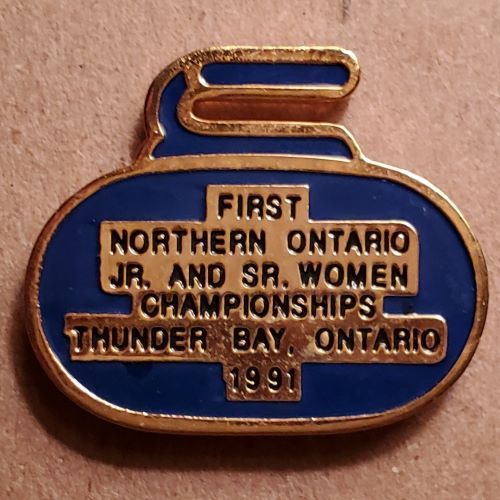 FIRST
NORTHERN ONTARIO
JR. AND SR. WOMEN
CHAMPIONSHIPS
THUNDER BAY, ONTARIO
1991